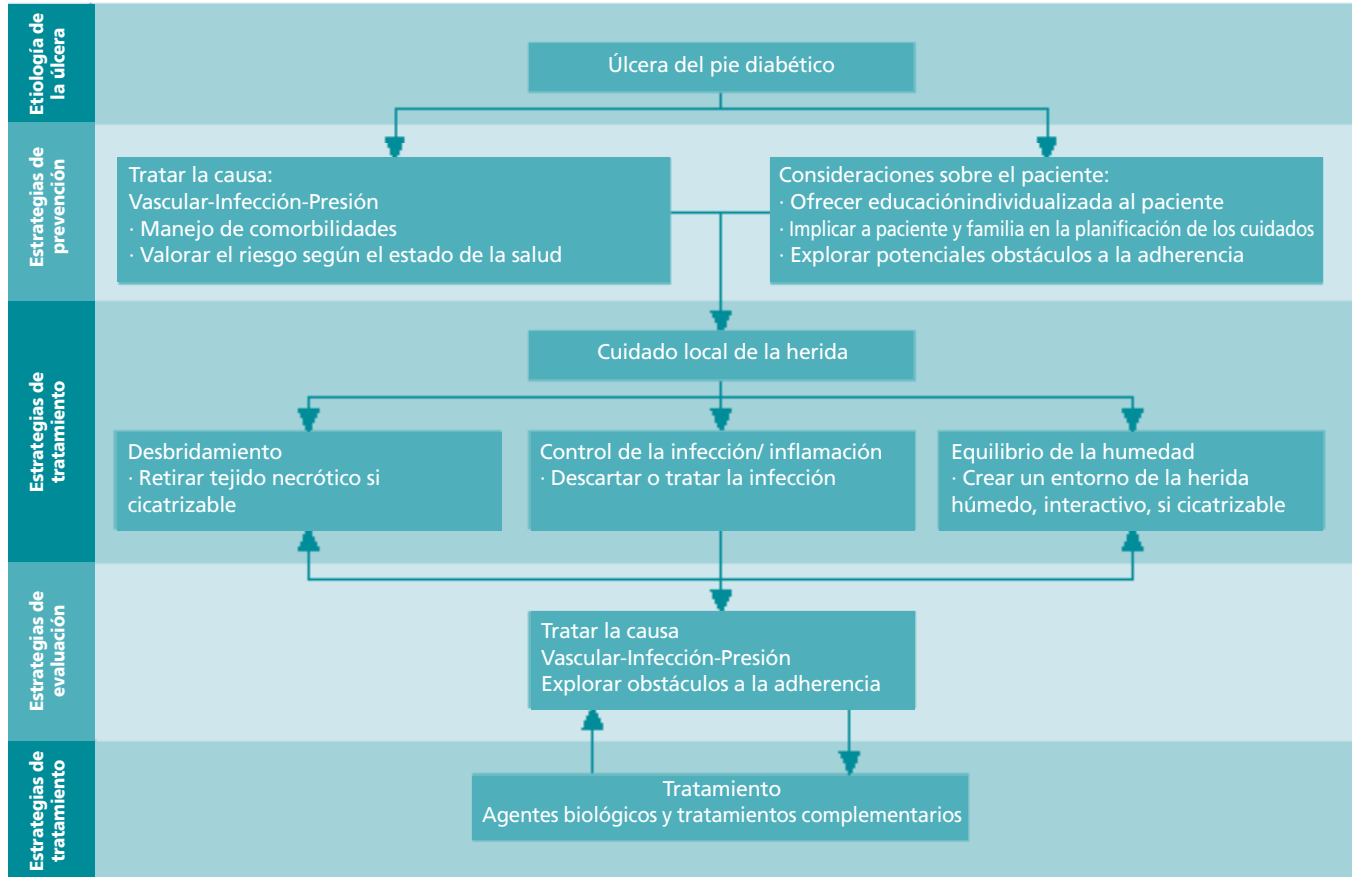 Etiología de
la úlcera
Úlcera del pie diabético
Estrategias de
prevención
Tratar la causa:
Vascular-Infección-Presión
· Manejo de comorbilidades
· Valorar el riesgo según el estado de la salud
Consideraciones sobre el paciente:
· Ofrecer educaciónindividualizada al paciente
· Implicar a paciente y familia en la planificación de los cuidados
· Explorar potenciales obstáculos a la adherencia
Estrategias de
tratamiento
Cuidado local de la herida
Desbridamiento
· Retirar tejido necrótico si
cicatrizable
Control de la infección/ inflamación
· Descartar o tratar la infección
Equilibrio de la humedad
· Crear un entorno de la herida
húmedo, interactivo, si cicatrizable
Estrategias de
evaluación
Tratar la causa
Vascular-Infección-Presión
Explorar obstáculos a la adherencia
Estrategias de
tratamiento
Tratamiento
Agentes biológicos y tratamientos complementarios